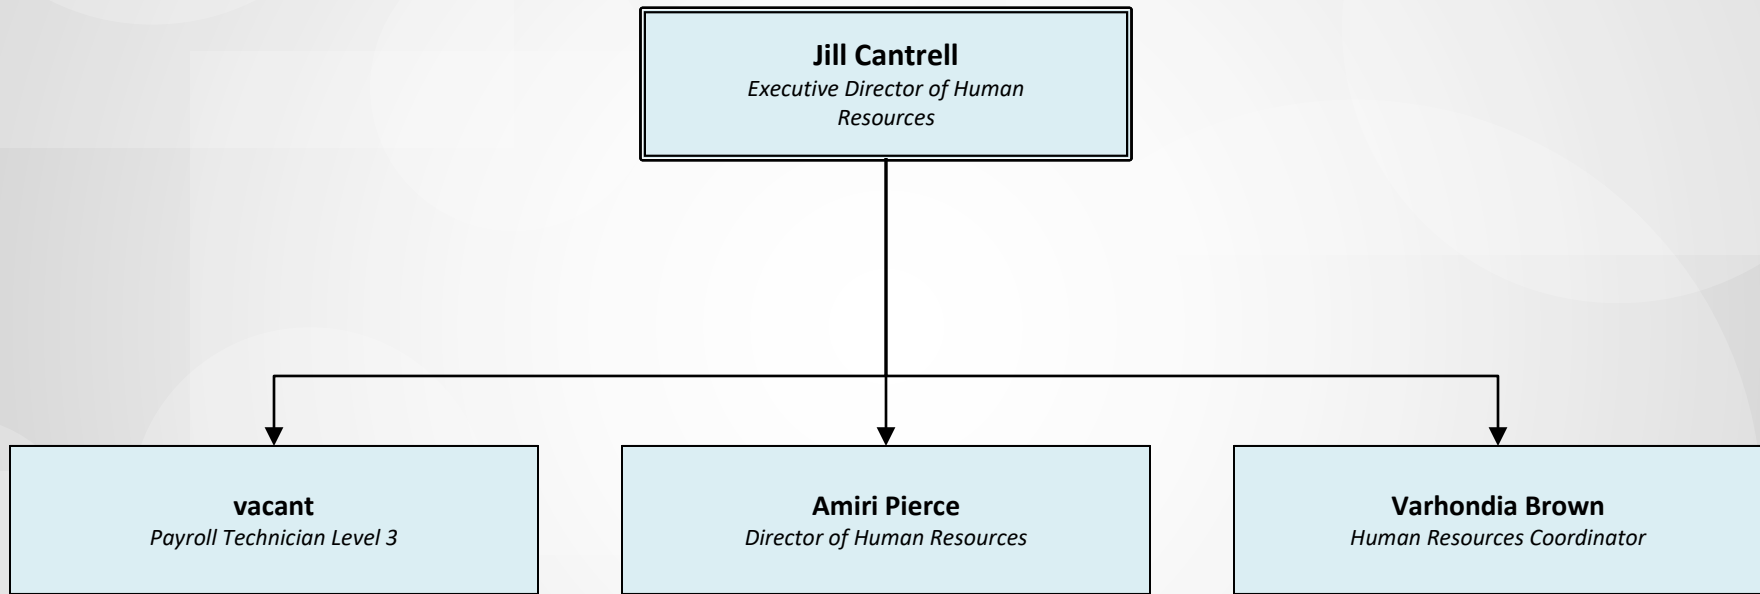 Jill Cantrell
Executive Director of Human
Resources
vacant
Payroll Technician Level 3
Amiri Pierce
Director of Human Resources
Varhondia Brown
Human Resources Coordinator